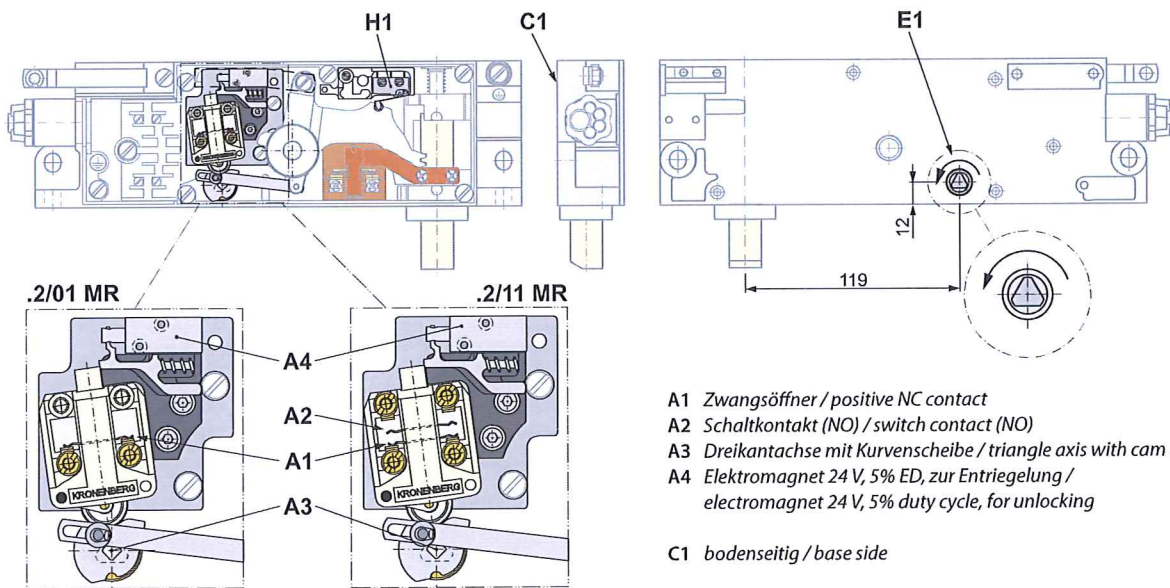 H1
C1
E1
12
119
KRONENBERG
.2/01 MR
.2/11 MR
A4
A2
A1
A3
KRONENBERG
KRONENBERG
A1 Zwangsöffner / positive NC contact
A2 Schaltkontakt (NO) / switch contact (NO)
A3 Dreikantachse mit Kurvenscheibe / triangle axis with cam
A4 Elektromagnet 24 V, 5% ED, zur Entriegelung /
electromagnet 24 V, 5% duty cycle, for unlocking
C1 bodenseitig / base side